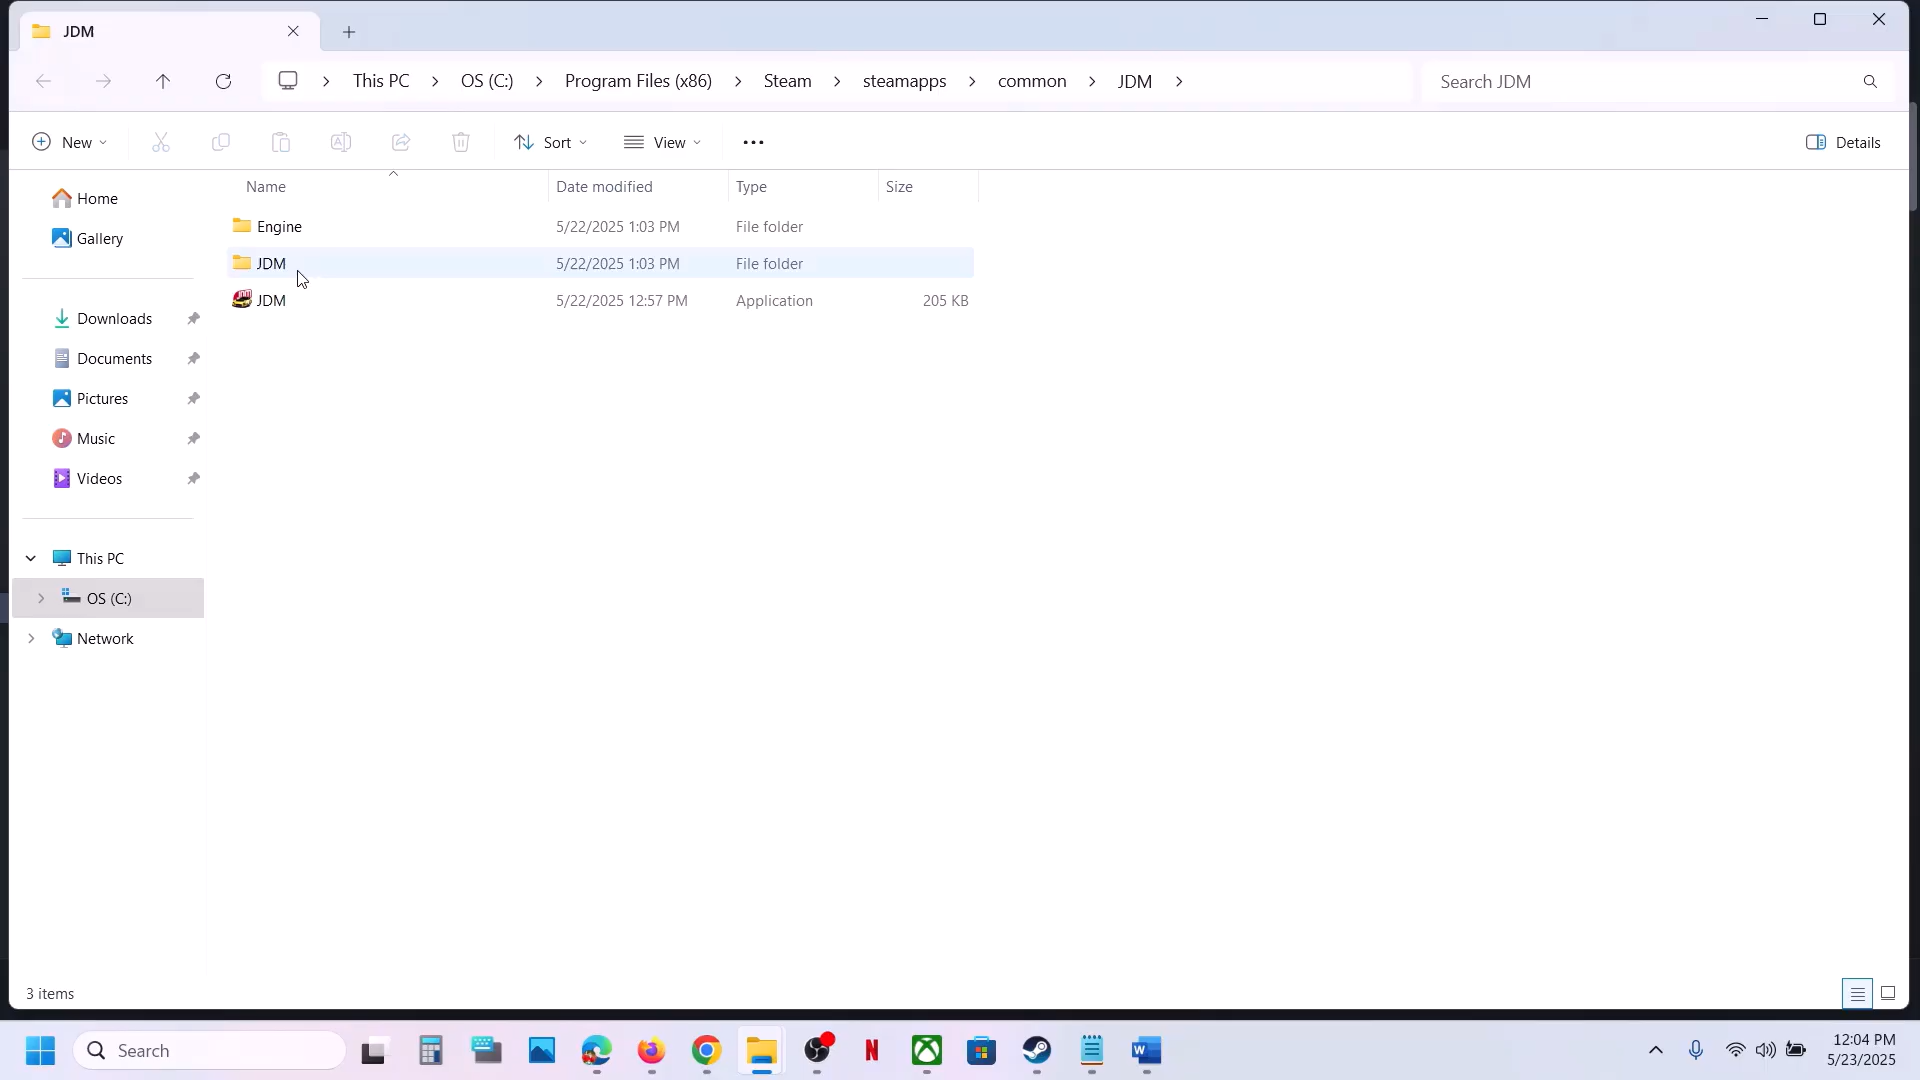 JDM
This PC
OS (C:)
Program Files (x86)
Steam
steamapps
common
JDM
Search JDM
New
Sort
View
Details
Name
Date modified
Type
Size
Engine 5/22/2025 1:03 PM File folder
JDM 5/22/2025 1:03 PM File folder
JDM 5/22/2025 12:57 PM Application 205 KB
Home
Gallery
Downloads
Documents
Pictures
Music
Videos
This PC
OS (C:)
Network
3 items
Search
12:04 PM
5/23/2025